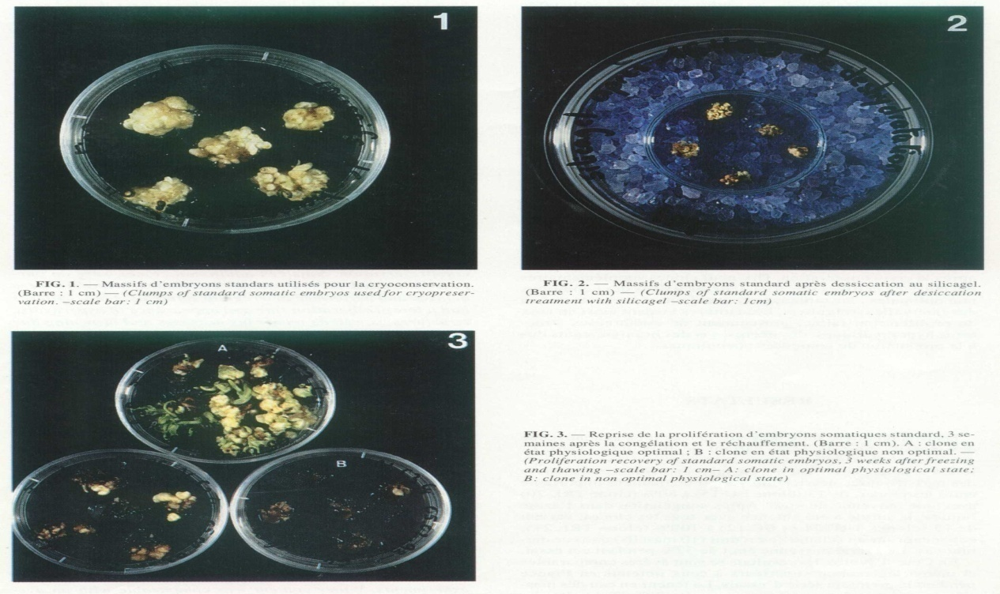 1
2
FIG. 1. — Massifs d'embryons standars utilisés pour la cryoconservation.
(Barre : 1 cm) — (Clumps of standard somatic embryos used for cryopreser-
vation. –scale bar: 1 cm)
FIG. 2. — Massifs d'embryons standard après dessiccation au silicagel.
(Barre : 1 cm) — (Clumps of standard somatic embryos after desiccation
treatment with silicagel –scale bar: 1cm)
3
A
B
FIG. 3. — Reprise de la prolifération d'embryons somatiques standard, 3 se-
maines après la congélation et le réchauffement. (Barre : 1 cm). A : clone en
état physiologique optimal ; B : clone en état physiologique non optimal. —
(Proliferation recovery of standard somatic embryos, 3 weeks after freezing
and thawing –scale bar: 1 cm– A: clone in optimal physiological state;
B: clone in non optimal physiological state)